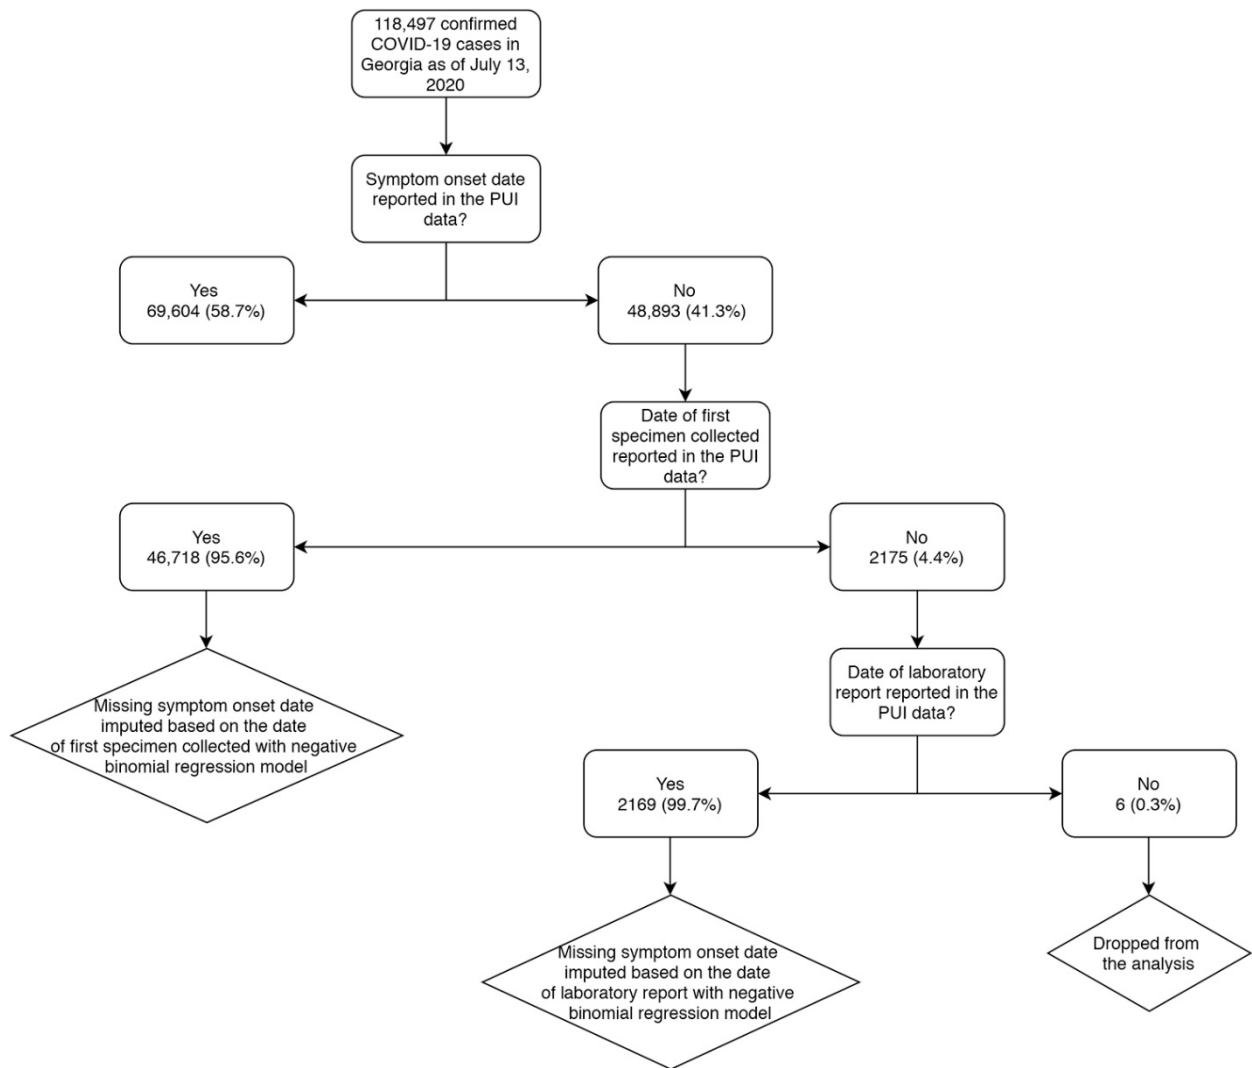 118,497 confirmed
COVID-19 cases in
Georgia as of July 13,
2020
Symptom onset date
reported in the PUI
data?
Yes
69,604 (58.7%)
No
48,893 (41.3%)
Date of first
specimen collected
reported in the PUI
data?
Yes
46,718 (95.6%)
No
2175 (4.4%)
Missing symptom onset date
imputed based on the date
of first specimen collected with negative
binomial regression model
Date of laboratory
report reported in the
PUI data?
Yes
2169 (99.7%)
No
6 (0.3%)
Missing symptom onset date
imputed based on the date
of laboratory report with negative
binomial regression model
Dropped from
the analysis